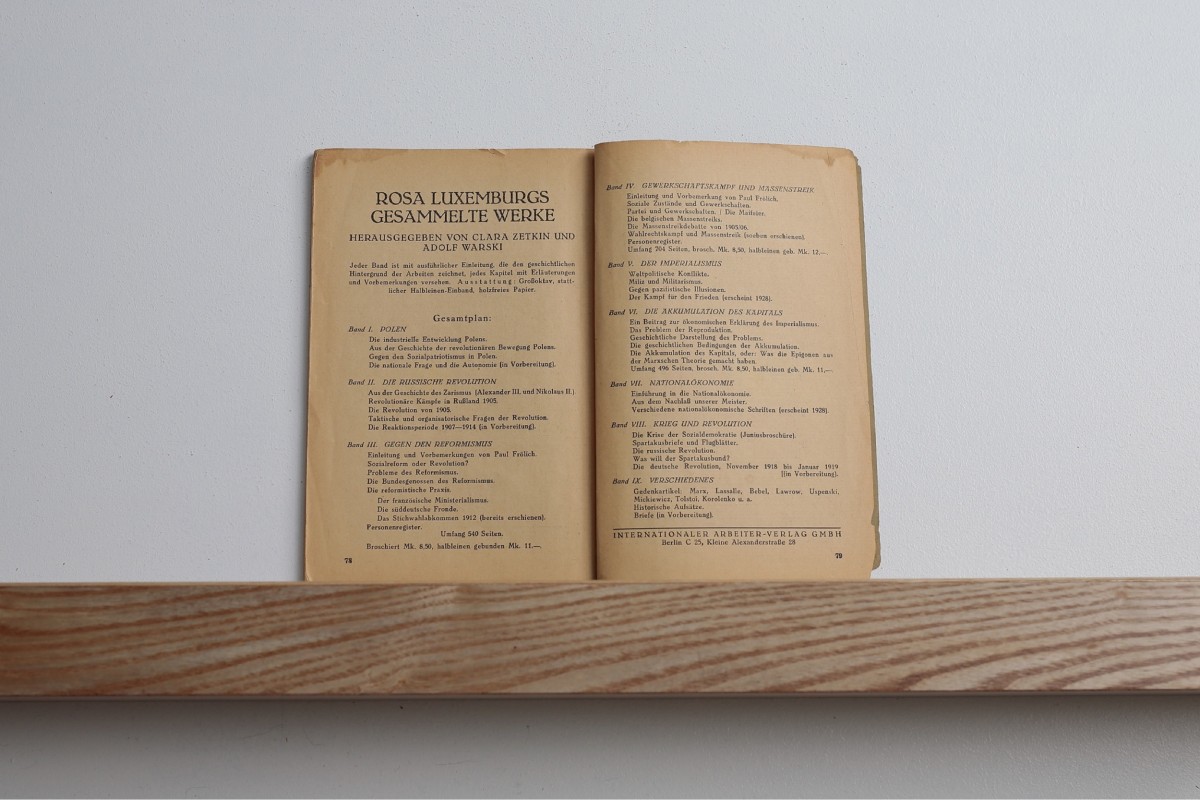 ROSA LUXEMBURGS
GESAMMELTE WERKE
HERAUSGEGEBEN VON CLARA ZETKIN UND
ADOLF WARSKI
Jeder Band ist mit ausführlicher Einleitung, die den geschichtlichen
Hintergrund der Arbeiten zeichnet, jedes Kapitel mit Erläuterungen
und Vorbemerkungen versehen. Ausstattung: Großoktav, statt-
licher Halbleinen-Einband, holzfreies Papier.
Gesamtplan:
Band I. POLEN
Die industrielle Entwicklung Polens.
Aus der Geschichte der revolutionären Bewegung Polens.
Gegen den Sozialpatriotismus in Polen.
Die nationale Frage und die Autonomie (in Vorbereitung).
Band II. DIE RUSSISCHE REVOLUTION
Aus der Geschichte des Zarismus (Alexander III. und Nikolaus II.)
Revolutionäre Kämpfe in Rußland 1905.
Die Revolution von 1905.
Taktische und organisatorische Fragen der Revolution.
Die Reaktionsperiode 1907—1914 (in Vorbereitung).
Band III. GEGEN DEN REFORMISMUS
Einleitung und Vorbemerkungen von Paul Frölich.
Sozialreform oder Revolution?
Probleme des Reformismus.
Die Bundesgenossen des Reformismus.
Die reformistische Praxis.
Der französische Ministerialismus.
Die süddeutsche Fronde.
Das Stichwahlabkommen 1912 (bereits erschienen).
Personenregister.
Umfang 540 Seiten.
Broschiert Mk. 8,50, halbleinen gebunden Mk. 11.—.
78
Band IV. GEWERKSCHAFTSKAMPF UND MASSENSTREIK
Einleitung und Vorbemerkung von Paul Frölich.
Soziale Zustände und Gewerkschaften.
Partei und Gewerkschaften. | Die Maifeier.
Die belgischen Massenstreiks.
Die Massenstreikdebatte von 1905/06.
Wahlrechtskampf und Massenstreik (soeben erschienen).
Personenregister.
Umfang 704 Seiten, brosch. Mk. 8,50, halbleinen geb. Mk. 12,—.
Band V. DER IMPERIALISMUS
Weltpolitische Konflikte.
Miliz und Militarismus.
Gegen pazifistische Illusionen.
Der Kampf für den Frieden (erscheint 1928).
Band VI. DIE AKKUMULATION DES KAPITALS
Ein Beitrag zur ökonomischen Erklärung des Imperialismus.
Das Problem der Reproduktion.
Geschichtliche Darstellung des Problems.
Die geschichtlichen Bedingungen der Akkumulation.
Die Akkumulation des Kapitals, oder: Was die Epigonen aus
der Marxschen Theorie gemacht haben.
Umfang 496 Seiten, brosch. Mk. 8,50, halbleinen geb. Mk. 11,—.
Band VII. NATIONALÖKONOMIE
Einführung in die Nationalökonomie.
Aus dem Nachlaß unserer Meister.
Verschiedene nationalökonomische Schriften (erscheint 1928)
Band VIII. KRIEG UND REVOLUTION
Die Krise der Sozialdemokratie (Juniusbroschüre).
Spartakusbriefe und Flugblätter.
Die russische Revolution.
Was will der Spartakusbund?
Die deutsche Revolution, November 1918 bis Januar 1919
[(in Vorbereitung).
Band IX. VERSCHIEDENES
Gedenkartikel: Marx, Lassalle, Bebel, Lawrow, Uspenski,
Mickiewicz, Tolstoi, Korolenko u. a.
Historische Aufsätze.
Briefe (in Vorbereitung).
INTERNATIONALER ARBEITER-VERLAG GMBH
Berlin C 25, Kleine Alexanderstraße 28
79